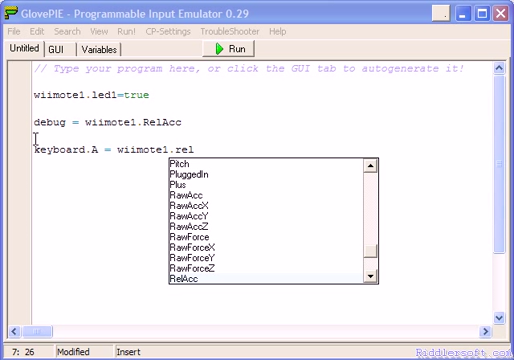 GlovePIE - Programmable Input Emulator 0.29
File Edit Search View Run! CP-Settings TroubleShooter Help
Untitled GUI Variables Run
// Type your program here, or click the GUI tab to autogenerate it!
wiimote1.led1=true
debug = wiimote1.RelAcc
keyboard.A = wiimote1.rel
Pitch
PluggedIn
Plus
RawAcc
RawAccX
RawAccY
RawAccZ
RawForce
RawForceX
RawForceY
RawForceZ
RelAcc
7: 26 Modified Insert
Riddlersoft.com